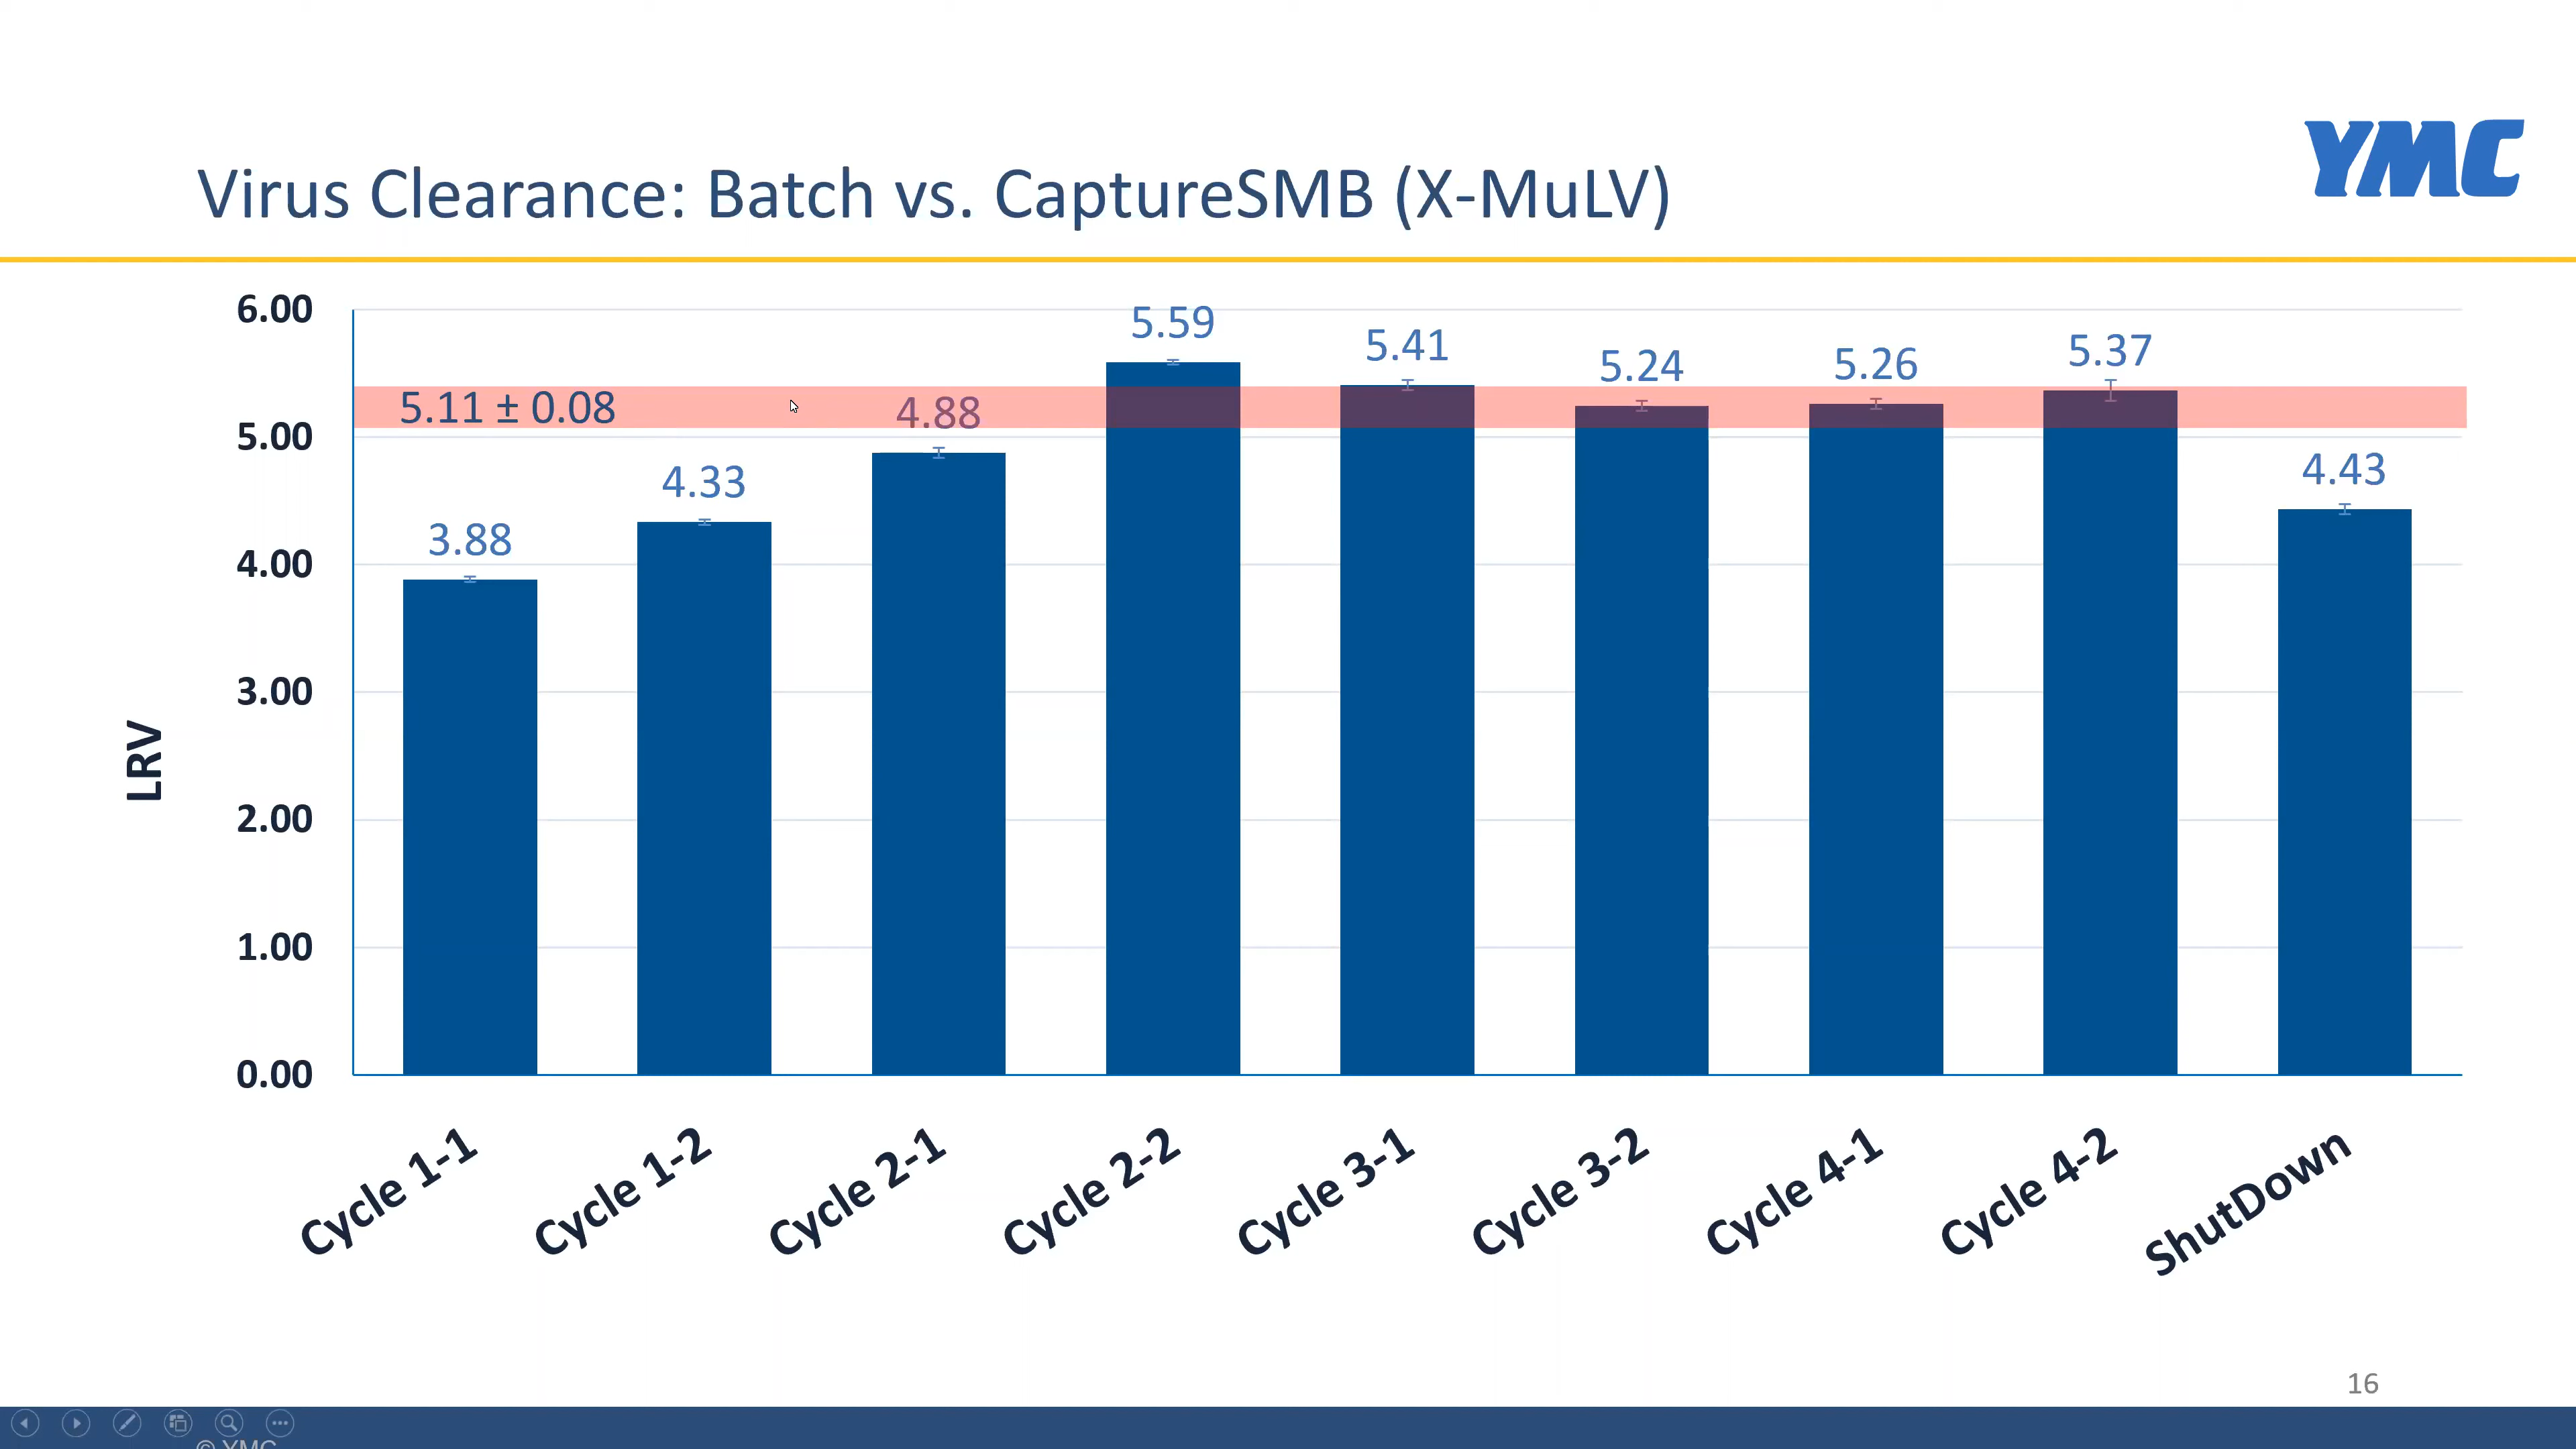 YMC
Virus Clearance: Batch vs. CaptureSMB (X-MuLV)
6.00
5.00
4.00
3.00
2.00
1.00
0.00
LRV
5.11 ± 0.08
3.88
4.33
4.88
5.59
5.41
5.24
5.26
5.37
4.43
Cycle 1-1
Cycle 1-2
Cycle 2-1
Cycle 2-2
Cycle 3-1
Cycle 3-2
Cycle 4-1
Cycle 4-2
ShutDown
16
© YMC